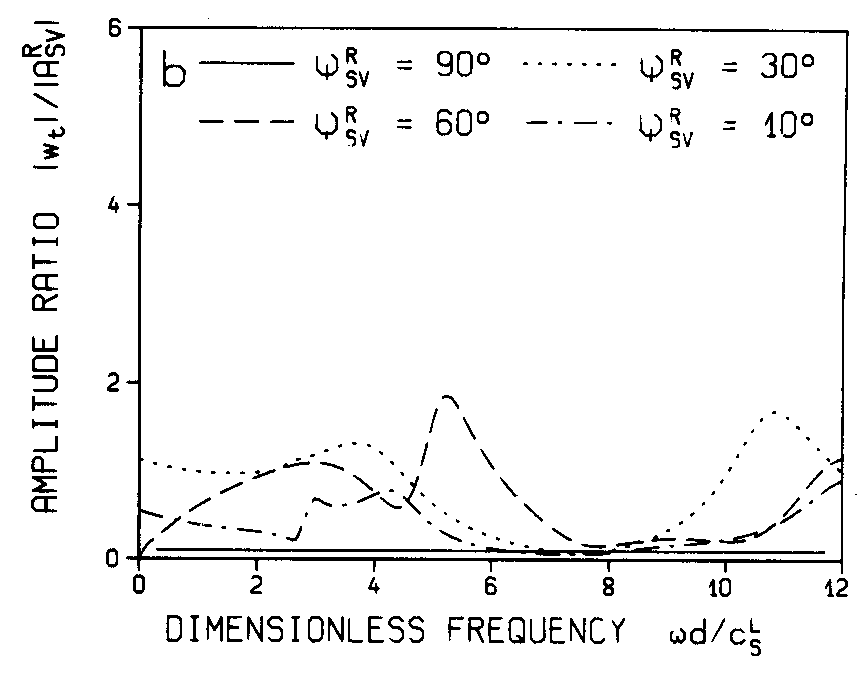 6
b ψ^R_SV = 90° ψ^R_SV = 30°
ψ^R_SV = 60° ψ^R_SV = 10°
4
2
0
0 2 4 6 8 10 12
AMPLITUDE RATIO |w_t|/|A^R_SV|
DIMENSIONLESS FREQUENCY ωd/c^L_S